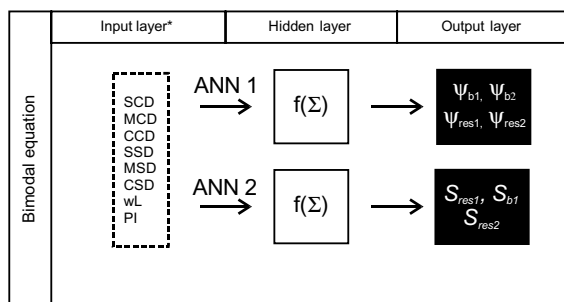 Input layer* Hidden layer Output layer
Bimodal equation
SCD
MCD
CCD
SSD
MSD
CSD
wL
PI
ANN 1
f(Σ)
Ψb1, Ψb2
Ψres1, Ψres2
ANN 2
f(Σ)
Sres1, Sb1
Sres2